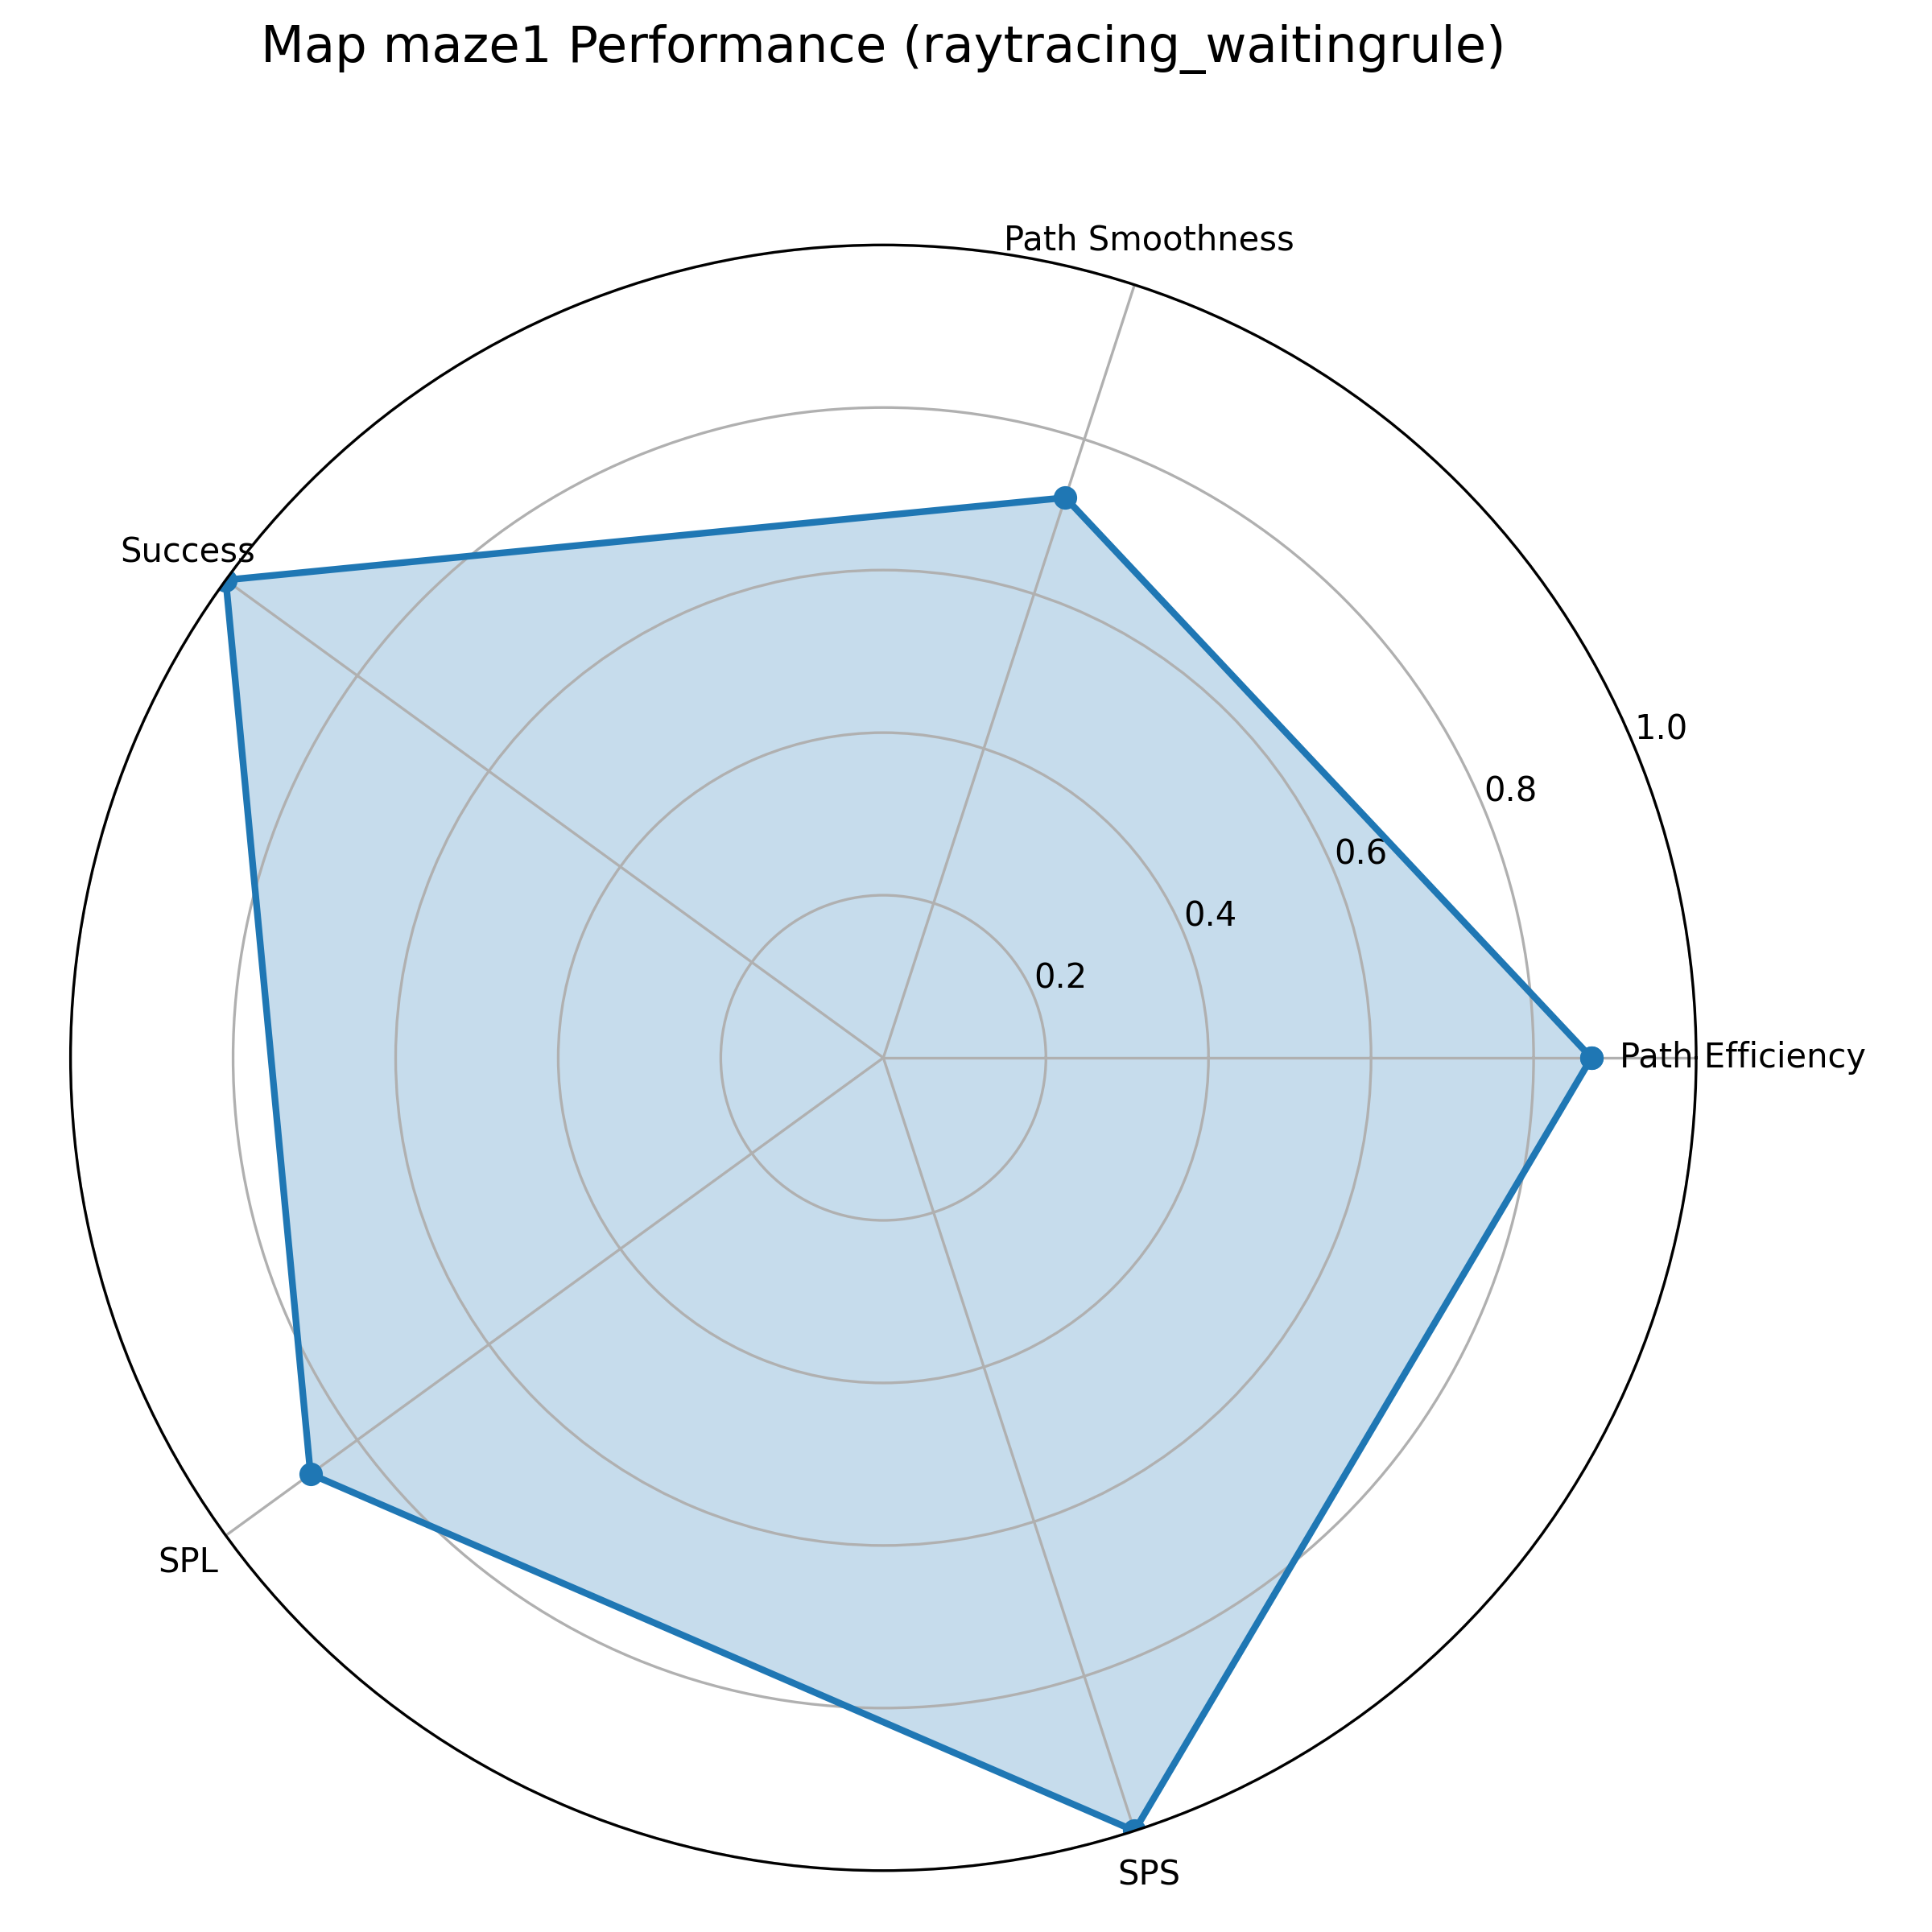 Map maze1 Performance (raytracing_waitingrule)
Path Smoothness
Success
1.0
0.8
0.6
0.4
0.2
Path Efficiency
SPL
SPS